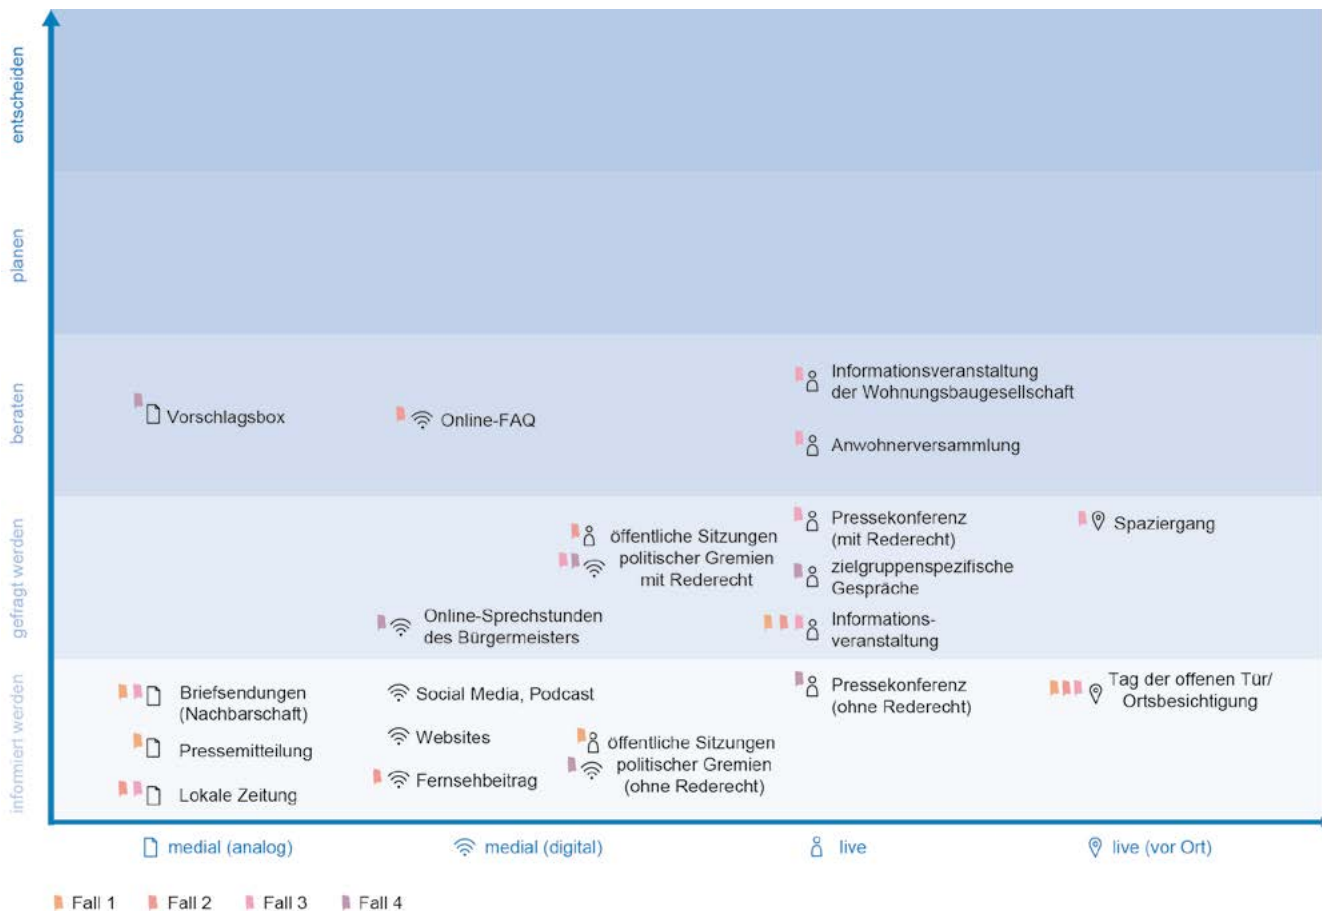 entscheiden
planen
beraten
gefragt werden
informiert werden
Vorschlagsbox
Online-FAQ
Informationsveranstaltung
der Wohnungsbaugesellschaft
Anwohnerversammlung
öffentliche Sitzungen
politischer Gremien
mit Rederecht
Online-Sprechstunden
des Bürgermeisters
Pressekonferenz
(mit Rederecht)
zielgruppenspezifische
Gespräche
Informations-
veranstaltung
Spaziergang
Briefsendungen
(Nachbarschaft)
Pressemitteilung
Lokale Zeitung
Social Media, Podcast
Websites
Fernsehbeitrag
öffentliche Sitzungen
politischer Gremien
(ohne Rederecht)
Pressekonferenz
(ohne Rederecht)
Tag der offenen Tür/
Ortsbesichtigung
medial (analog)
medial (digital)
live
live (vor Ort)
Fall 1
Fall 2
Fall 3
Fall 4